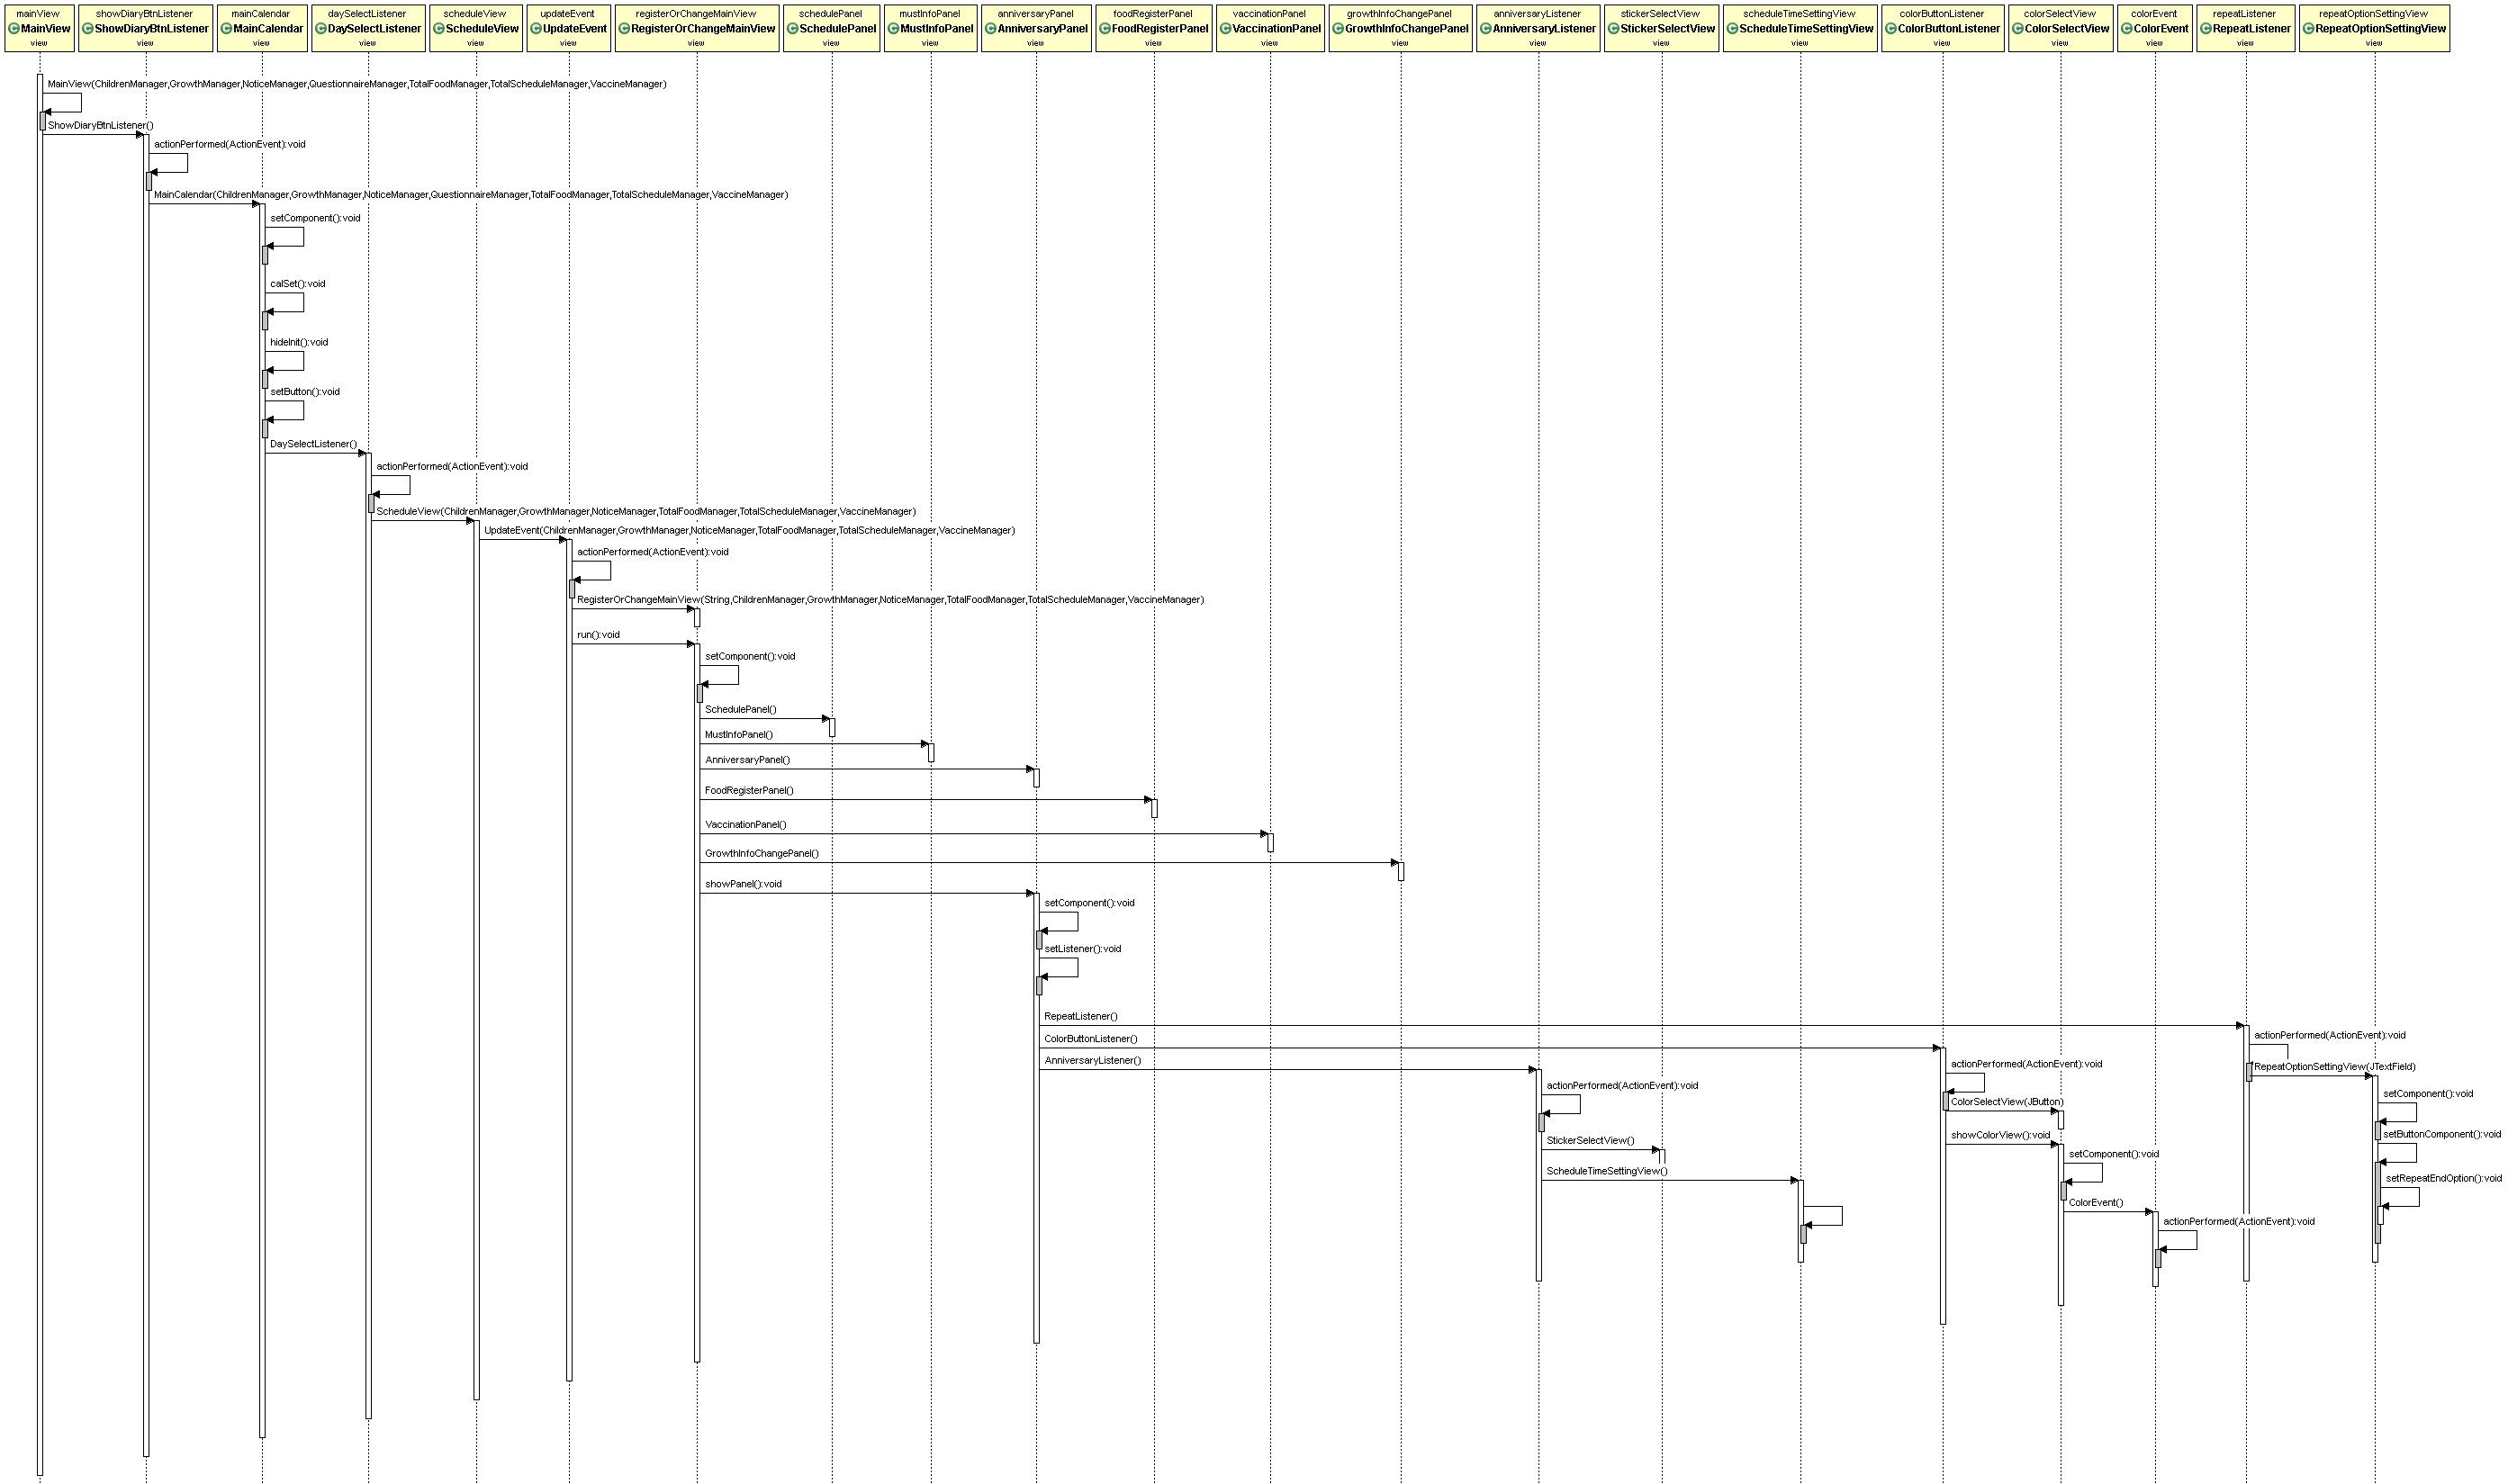 mainView showDiaryBtnListener mainCalendar daySelectListener scheduleView updateEvent registerOrChangeMainView schedulePanel mustInfoPanel anniversaryPanel foodRegisterPanel vaccinationPanel growthInfoChangePanel anniversaryListener stickerSelectView scheduleTimeSettingView colorButtonListener colorSelectView colorEvent repeatListener repeatOptionSettingView
C MainView C ShowDiaryBtnListener C MainCalendar C DaySelectListener C ScheduleView C UpdateEvent C RegisterOrChangeMainView C SchedulePanel C MustInfoPanel C AnniversaryPanel C FoodRegisterPanel C VaccinationPanel C GrowthInfoChangePanel C AnniversaryListener C StickerSelectView C ScheduleTimeSettingView C ColorButtonListener C ColorSelectView C ColorEvent C RepeatListener C RepeatOptionSettingView
view view view view view view view view view view view view view view view view view view view view view
MainView(ChildrenManager,GrowthManager,NoticeManager,QuestionnaireManager,TotalFoodManager,TotalScheduleManager,VaccineManager)
ShowDiaryBtnListener()
actionPerformed(ActionEvent):void
MainCalendar(ChildrenManager,GrowthManager,NoticeManager,QuestionnaireManager,TotalFoodManager,TotalScheduleManager,VaccineManager)
setComponent():void
calSet():void
hideInit():void
setButton():void
DaySelectListener()
actionPerformed(ActionEvent):void
ScheduleView(ChildrenManager,GrowthManager,NoticeManager,TotalFoodManager,TotalScheduleManager,VaccineManager)
UpdateEvent(ChildrenManager,GrowthManager,NoticeManager,TotalFoodManager,TotalScheduleManager,VaccineManager)
actionPerformed(ActionEvent):void
RegisterOrChangeMainView(String,ChildrenManager,GrowthManager,NoticeManager,TotalFoodManager,TotalScheduleManager,VaccineManager)
run():void
setComponent():void
SchedulePanel()
MustInfoPanel()
AnniversaryPanel()
FoodRegisterPanel()
VaccinationPanel()
GrowthInfoChangePanel()
showPanel():void
setComponent():void
setListener():void
RepeatListener()
actionPerformed(ActionEvent):void
ColorButtonListener()
AnniversaryListener()
actionPerformed(ActionEvent):void
RepeatOptionSettingView(JTextField)
actionPerformed(ActionEvent):void
setComponent():void
ColorSelectView(JButton)
setButtonComponent():void
showColorView():void
StickerSelectView()
setComponent():void
ScheduleTimeSettingView()
setRepeatEndOption():void
ColorEvent()
actionPerformed(ActionEvent):void